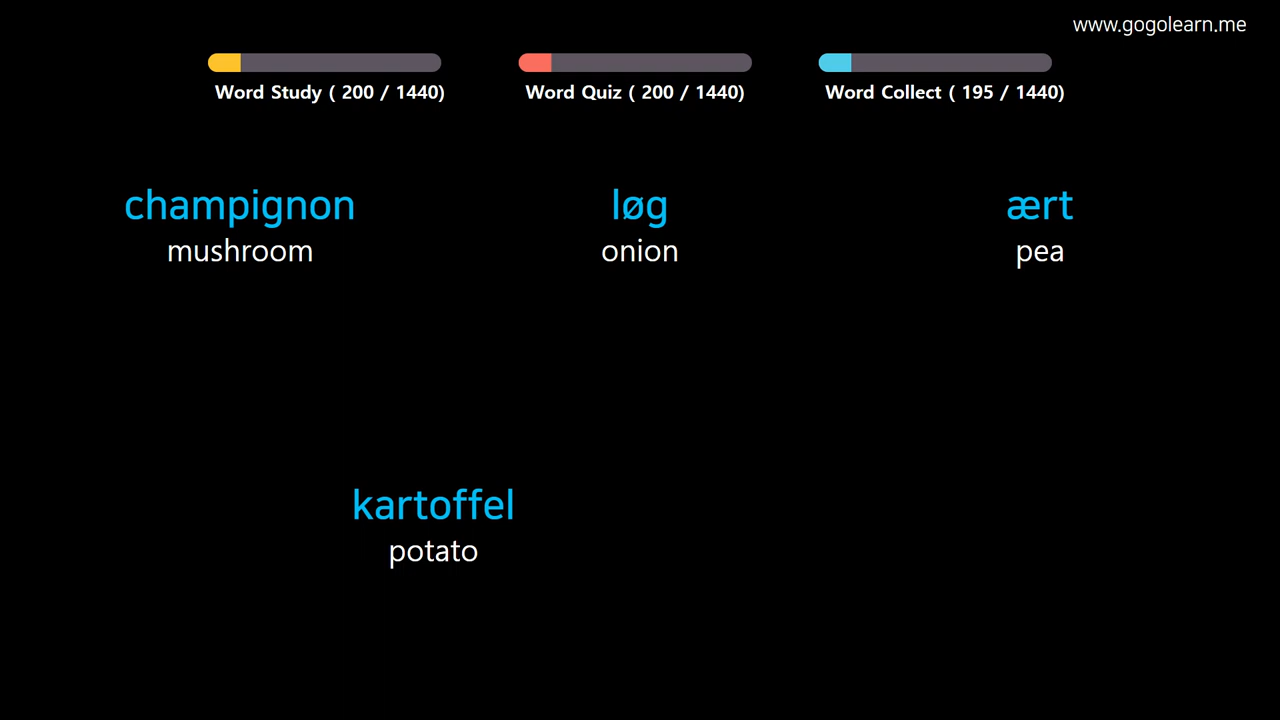 www.gogolearn.me
Word Study ( 200 / 1440)
Word Quiz ( 200 / 1440)
Word Collect ( 195 / 1440)
champignon
mushroom
løg
onion
ært
pea
kartoffel
potato